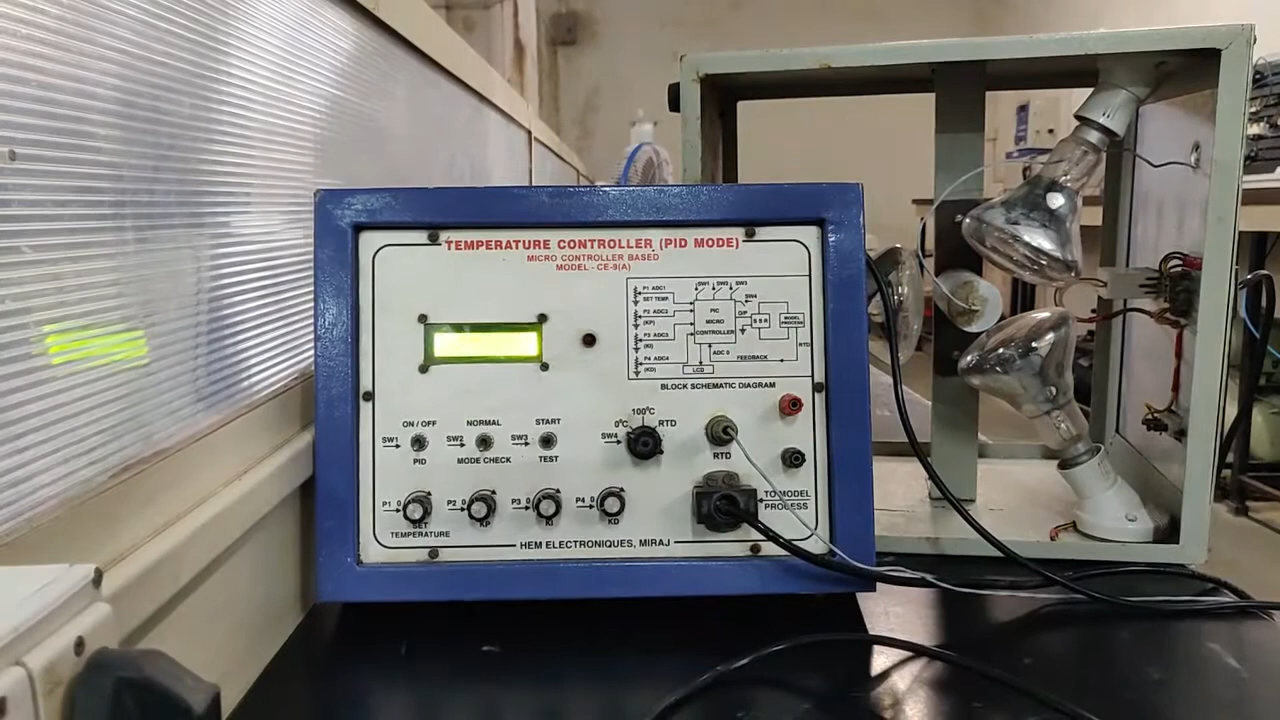 TEMPERATURE CONTROLLER (PID MODE)
MICRO CONTROLLER BASED
MODEL - CE-9(A)
P1 ADC1
SET TEMP.
P2 ADC2
(KP)
P3 ADC3
(KI)
P4 ADC4
(KD)
SW1 SW2 SW3
SW4
PIC
MICRO
CONTROLLER
O/P
S S R
MODEL
PROCESS
RTD
ADC 0
FEEDBACK
LCD
BLOCK SCHEMATIC DIAGRAM
ON / OFF
SW1
PID
NORMAL
SW2
MODE CHECK
START
SW3
TEST
0°C 100°C RTD
SW4
RTD
P1 0
SET
TEMPERATURE
P2 0
KP
P3 0
KI
P4 0
KD
TO MODEL
PROCESS
HEM ELECTRONIQUES, MIRAJ